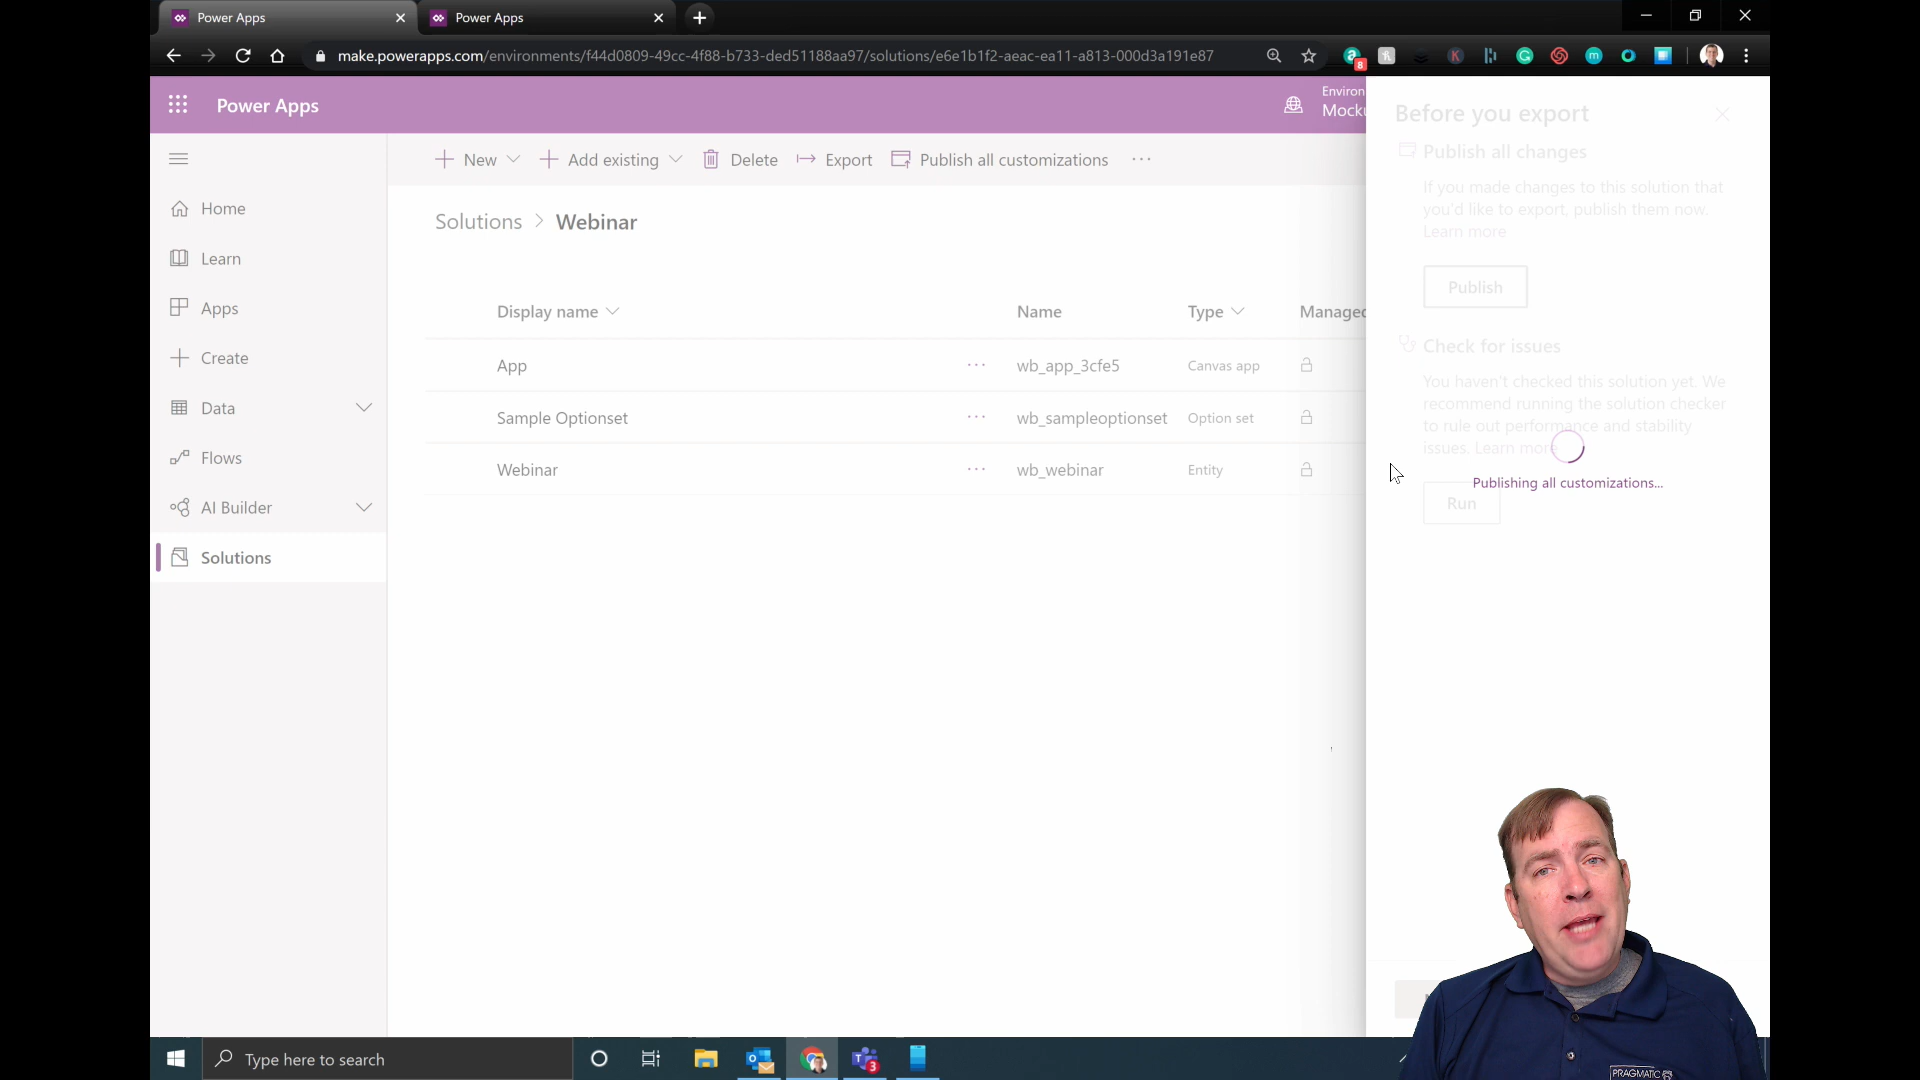 Power Apps
Power Apps
make.powerapps.com/environments/f44d0809-49cc-4f88-b733-ded51188aa97/solutions/e6e1b1f2-aeac-ea11-a813-000d3a191e87
8
Power Apps
Environ
Mocku
New
Add existing
Delete
Export
Publish all customizations
Home
Learn
Apps
Create
Data
Flows
AI Builder
Solutions
Solutions > Webinar
Display name
Name
Type
Managed
App
wb_app_3cfe5
Canvas app
Sample Optionset
wb_sampleoptionset
Option set
Webinar
wb_webinar
Entity
Before you export
Publish all changes
If you made changes to this solution that
you'd like to export, publish them now.
Learn more
Publish
Check for issues
You haven't checked this solution yet. We
recommend running the solution checker
to rule out performance and stability
issues. Learn more
Publishing all customizations...
Run
PRAGMATIC
Type here to search
3